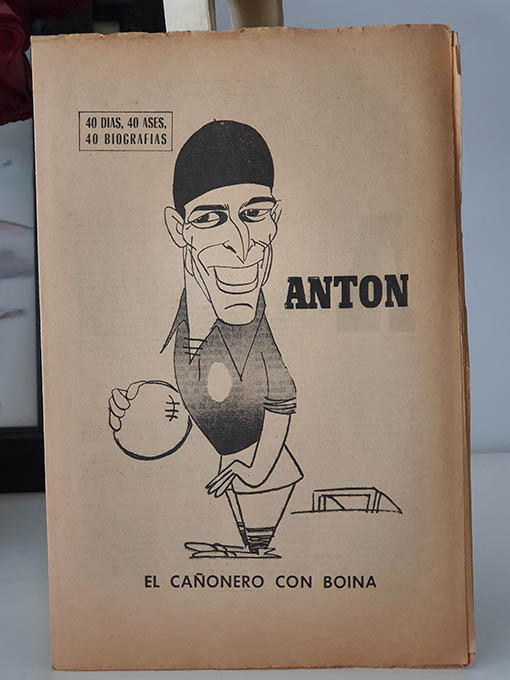 40 DIAS, 40 ASES,
40 BIOGRAFIAS
ANTON
EL CAÑONERO CON BOINA